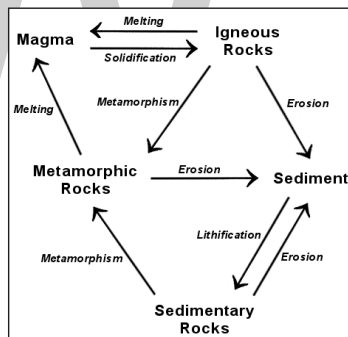 Melting
Magma
Igneous
Rocks
Solidification
Melting
Metamorphism
Erosion
Metamorphic
Rocks
Erosion
Sediment
Lithification
Metamorphism
Erosion
Sedimentary
Rocks